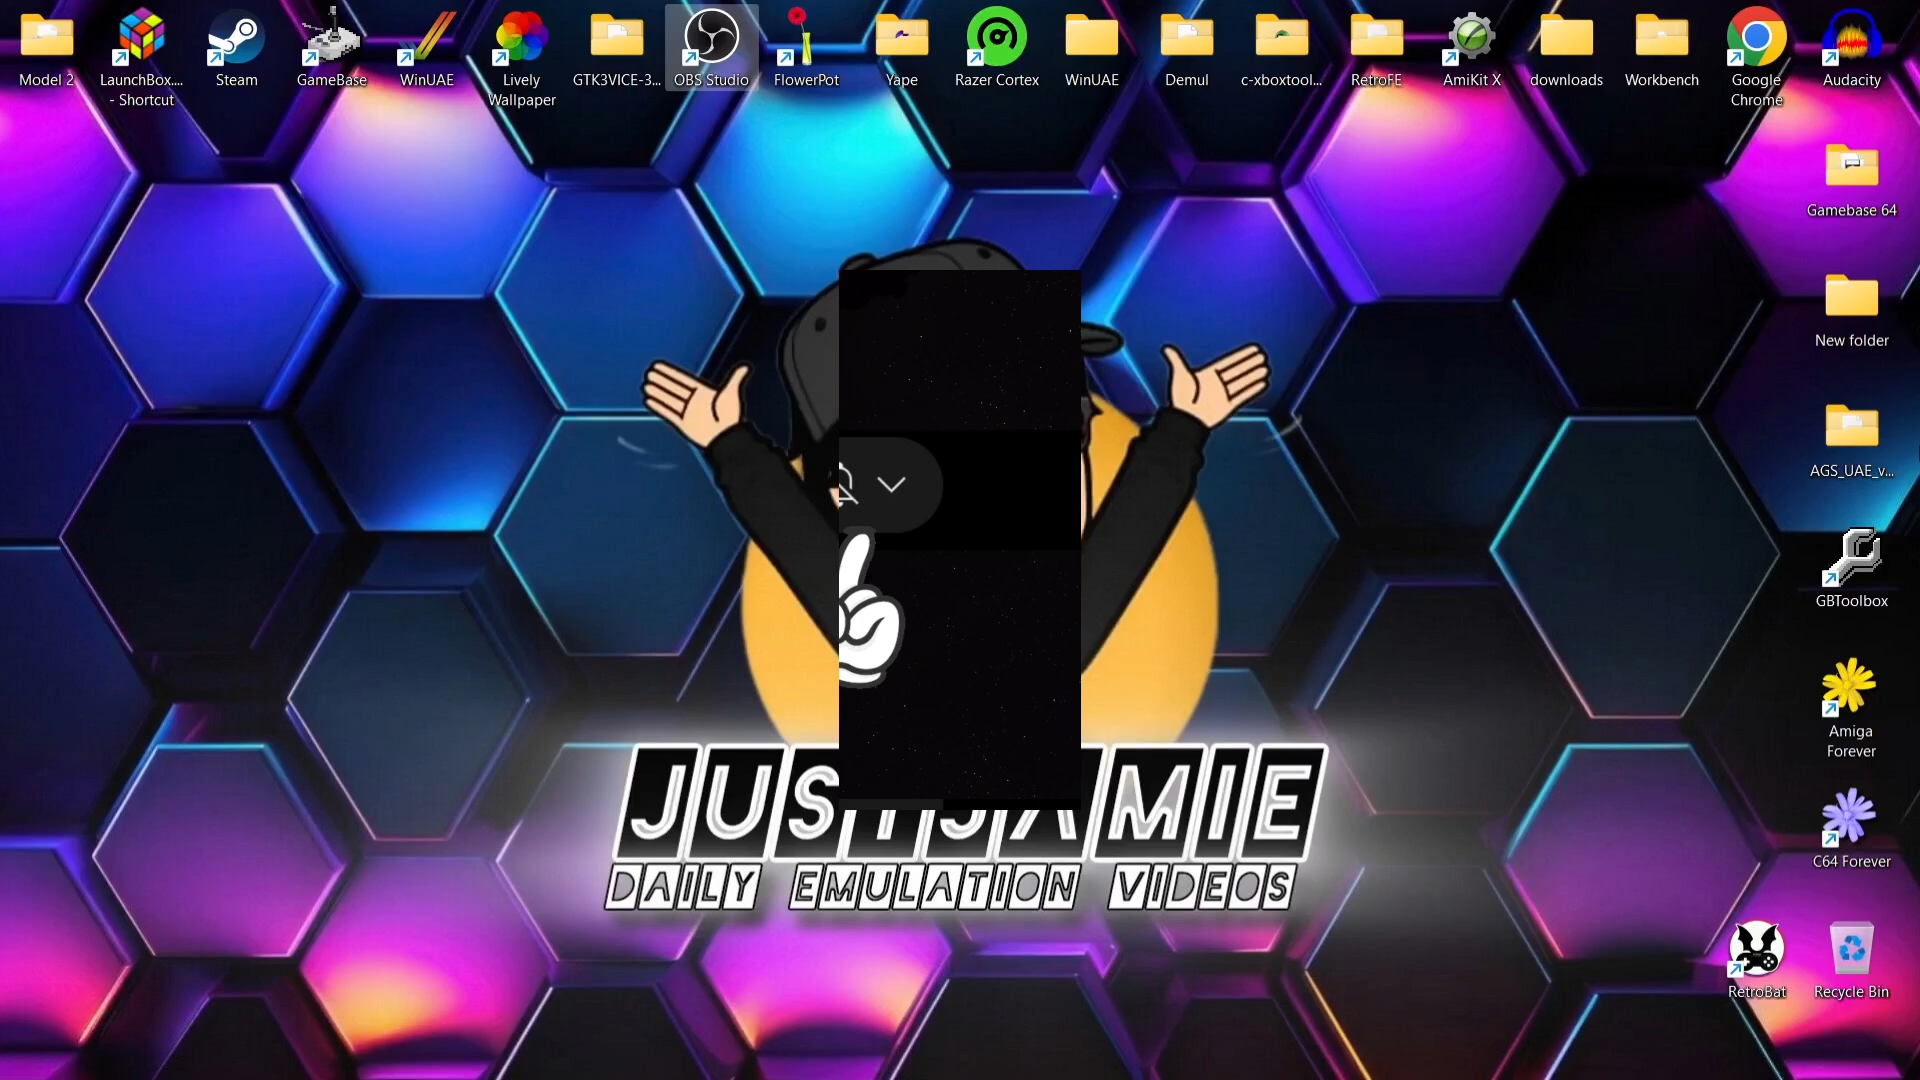 Model 2
LaunchBox.... - Shortcut
Steam
GameBase
WinUAE
Lively Wallpaper
GTK3VICE-3...
OBS Studio
FlowerPot
Yape
Razer Cortex
WinUAE
Demul
c-xboxtool...
RetroFE
AmiKit X
downloads
Workbench
Google Chrome
Audacity
Gamebase 64
New folder
AGS_UAE_v...
GBToolbox
Amiga
Forever
C64 Forever
JUSTJAMIE
DAILY EMULATION VIDEOS
RetroBat
Recycle Bin